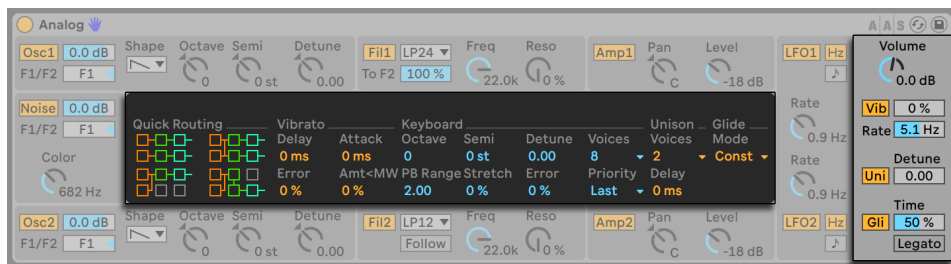 Analog AAS
Osc1 0.0 dB Shape Octave Semi Detune Fil1 LP24 Freq Reso Amp1 Pan Level LFO1 Hz Volume
F1/F2 F1 0 0 st 0.00 To F2 100 % 22.0k 0 % C -18 dB 0.0 dB
Noise 0.0 dB Rate Vib 0 %
F1/F2 F1 Quick Routing Vibrato Keyboard Unison Glide 0.9 Hz Rate 5.1 Hz
Delay Attack Octave Semi Detune Voices Voices Mode
Color 0 ms 0 ms 0 0 st 0.00 8 2 Const Rate Detune
Error Amt<MW PB Range Stretch Error Priority Delay Uni 0.00
682 Hz 0 % 0 % 2.00 0 % 0 % Last 0 ms 0.9 Hz
Time
Osc2 0.0 dB Shape Octave Semi Detune Fil2 LP12 Freq Reso Amp2 Pan Level LFO2 Hz Gli 50 %
F1/F2 F1 0 0 st 0.00 Follow 22.0k 0 % C -18 dB Legato